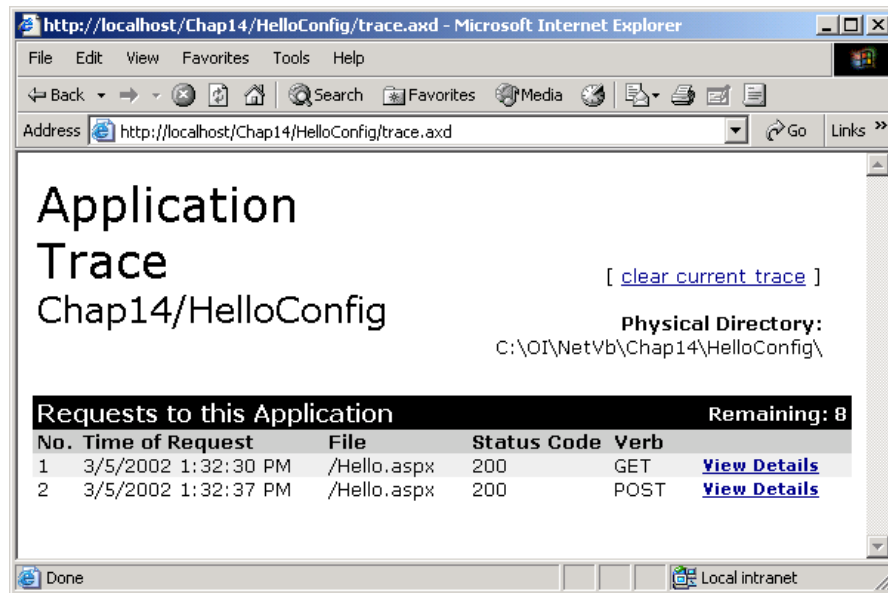 http://localhost/Chap14/HelloConfig/trace.axd - Microsoft Internet Explorer
File Edit View Favorites Tools Help
Back Search Favorites Media
Address http://localhost/Chap14/HelloConfig/trace.axd Go Links »
Application
Trace
Chap14/HelloConfig
[ clear current trace ]
Physical Directory:
C:\OI\NetVb\Chap14\HelloConfig\
Requests to this Application Remaining: 8
No. Time of Request File Status Code Verb
1 3/5/2002 1:32:30 PM /Hello.aspx 200 GET View Details
2 3/5/2002 1:32:37 PM /Hello.aspx 200 POST View Details
Done Local intranet